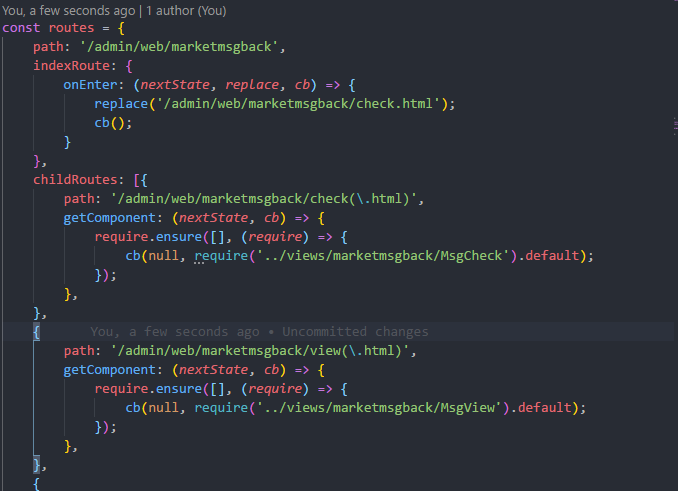 You, a few seconds ago | 1 author (You)
const routes = {
    path: '/admin/web/marketmsgback',
    indexRoute: {
        onEnter: (nextState, replace, cb) => {
            replace('/admin/web/marketmsgback/check.html');
            cb();
        }
    },
    childRoutes: [{
        path: '/admin/web/marketmsgback/check(\.html)',
        getComponent: (nextState, cb) => {
            require.ensure([], (require) => {
                cb(null, require('../views/marketmsgback/MsgCheck').default);
            });
        },
    },
    {       You, a few seconds ago • Uncommitted changes
        path: '/admin/web/marketmsgback/view(\.html)',
        getComponent: (nextState, cb) => {
            require.ensure([], (require) => {
                cb(null, require('../views/marketmsgback/MsgView').default);
            });
        },
    },
    {